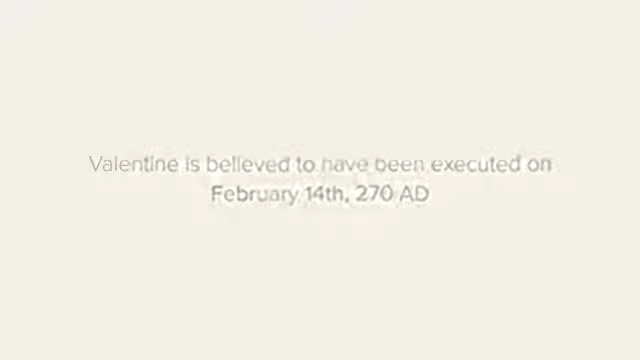 Valentine is believed to have been executed on
February 14th, 270 AD